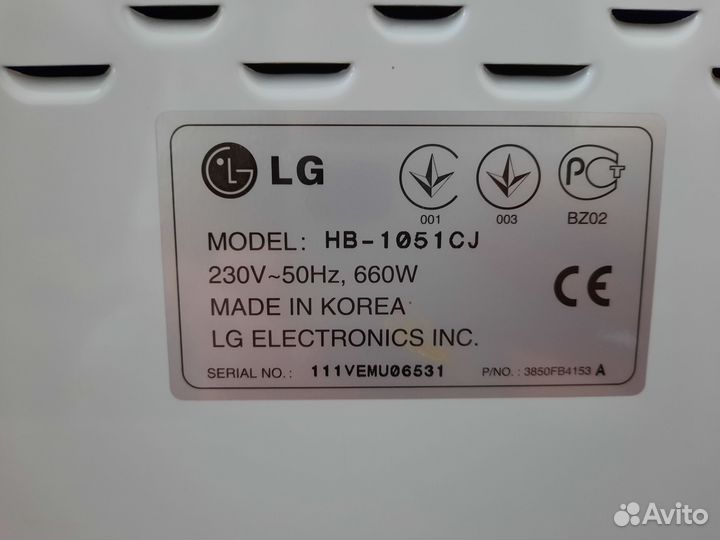 LG
001
003
РСТ
BZ02
MODEL: HB-1051CJ
230V~50Hz, 660W
CE
MADE IN KOREA
LG ELECTRONICS INC.
SERIAL NO.: 111VEMU06531
P/NO. : 3850FB4153 A
Avito